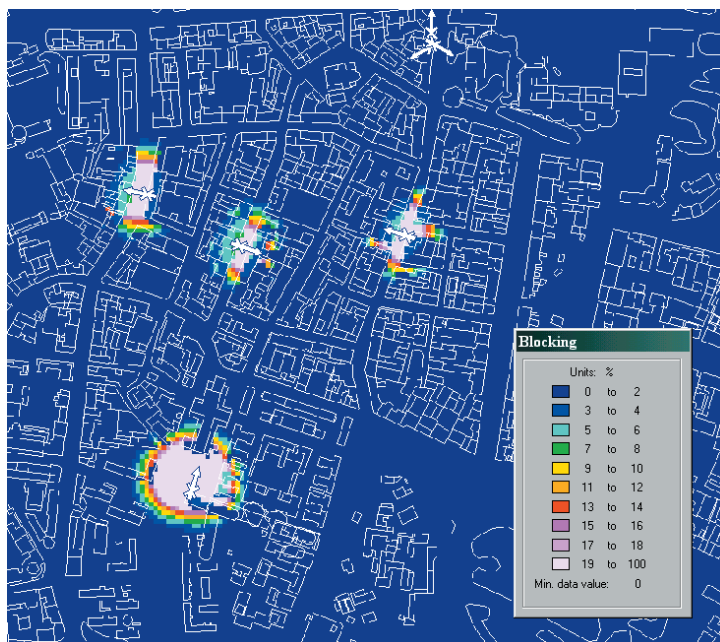 Blocking
Units: %
0 to 2
3 to 4
5 to 6
7 to 8
9 to 10
11 to 12
13 to 14
15 to 16
17 to 18
19 to 100
Min. data value: 0